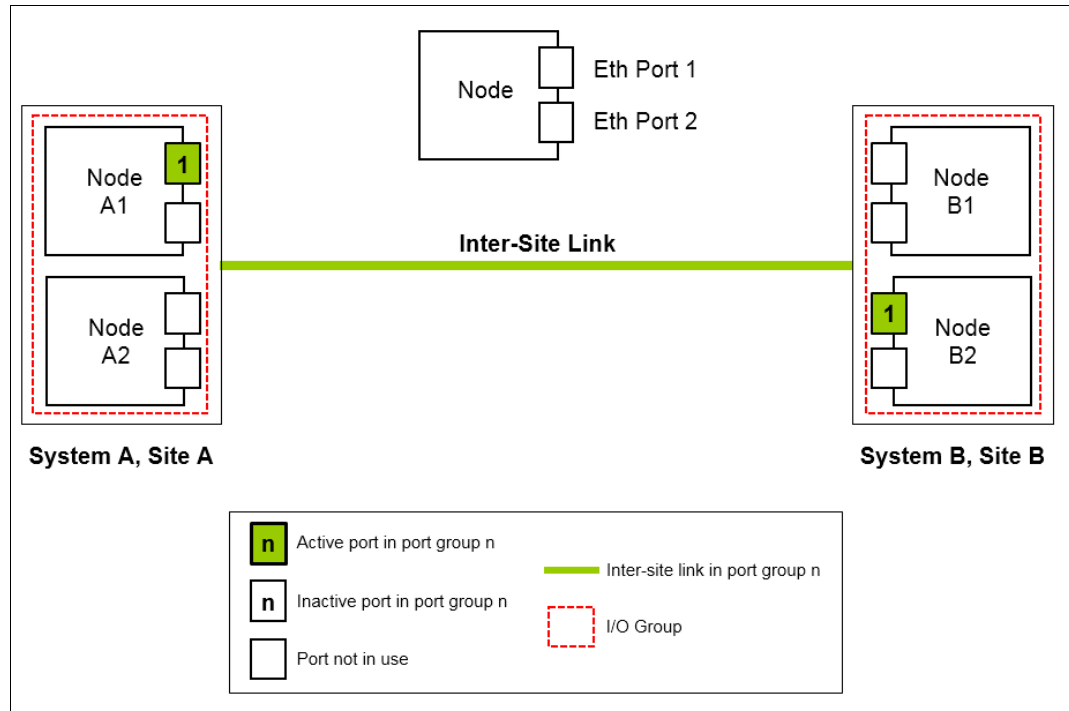 Node
Eth Port 1
Eth Port 2
Node
A1
1
Node
A2
Inter-Site Link
Node
B1
1
Node
B2
System A, Site A
System B, Site B
n
Active port in port group n
n
Inactive port in port group n
Port not in use
Inter-site link in port group n
I/O Group